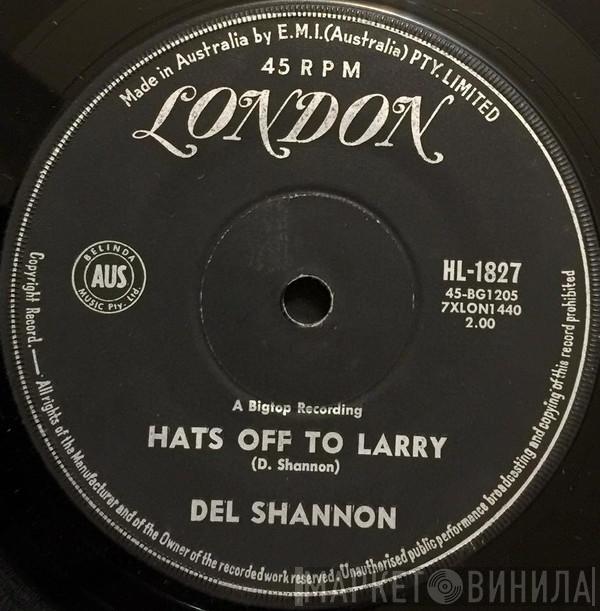 Made in Australia by E.M.I.(Australia) PTY. LIMITED
45 RPM
LONDON
BELINDA
AUS
MUSIC Pty. Ltd
HL-1827
45-BG1205
7XLON1440
2.00
A Bigtop Recording
HATS OFF TO LARRY
(D. Shannon)
DEL SHANNON
Copyright Record.— All rights of the Manufacturer and of the Owner of the recorded work reserved. Unauthorised public performance broadcasting and copying of this record prohibited
МАРКЕТ ВИНИЛА